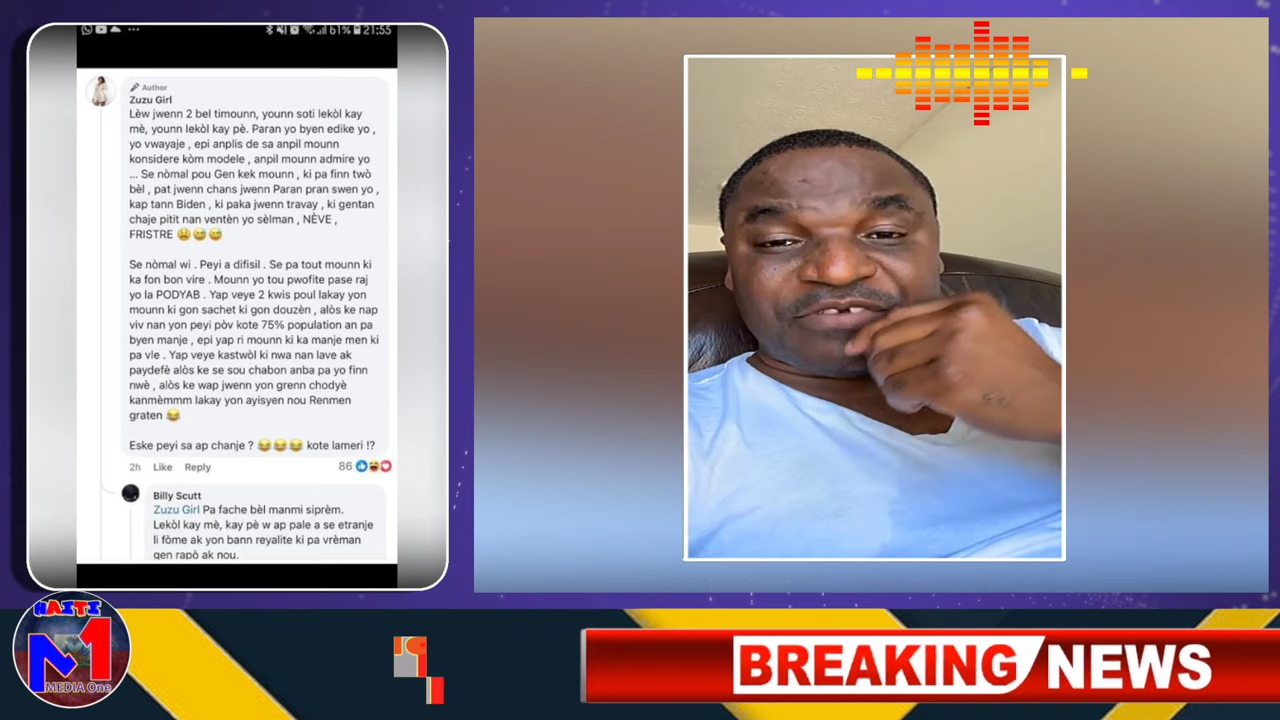 61% 21:55
Author
Zuzu Girl
Lèw jwenn 2 bel timounn, younn soti lekòl kay
mè, younn lekòl kay pè. Paran yo byen edike yo ,
yo vwayaje , epi anplis de sa anpil mounn
konsidere kòm modele , anpil mounn admire yo
... Se nòmal pou Gen kek mounn , ki pa finn twò
bèl , pat jwenn chans jwenn Paran pran swen yo ,
kap tann Biden , ki paka jwenn travay , ki gentan
chaje pitit nan ventèn yo sèlman , NÈVE ,
FRISTRE 😩😅😅
Se nòmal wi . Peyi a difisil . Se pa tout mounn ki
ka fon bon vire . Mounn yo tou pwofite pase raj
yo la PODYAB . Yap veye 2 kwis poul lakay yon
mounn ki gon sachet ki gon douzèn , alòs ke nap
viv nan yon peyi pòv kote 75% population an pa
byen manje , epi yap ri mounn ki ka manje men ki
pa vle . Yap veye kastwòl ki nwa nan lave ak
paydefè alòs ke se sou chabon anba pa yo finn
nwè , alòs ke wap jwenn yon grenn chodyè
kanmèmmm lakay yon ayisyen nou Renmen
graten 😂
Eske peyi sa ap chanje ? 😂😂😂 kote lameri !?
2h Like Reply 86
Billy Scutt
Zuzu Girl Pa fache bèl manmi siprèm.
Lekòl kay mè, kay pè w ap pale a se etranje
li fòme ak yon bann reyalite ki pa vrèman
gen rapò ak nou.
HAITI
M1
MEDIA One
BREAKING NEWS